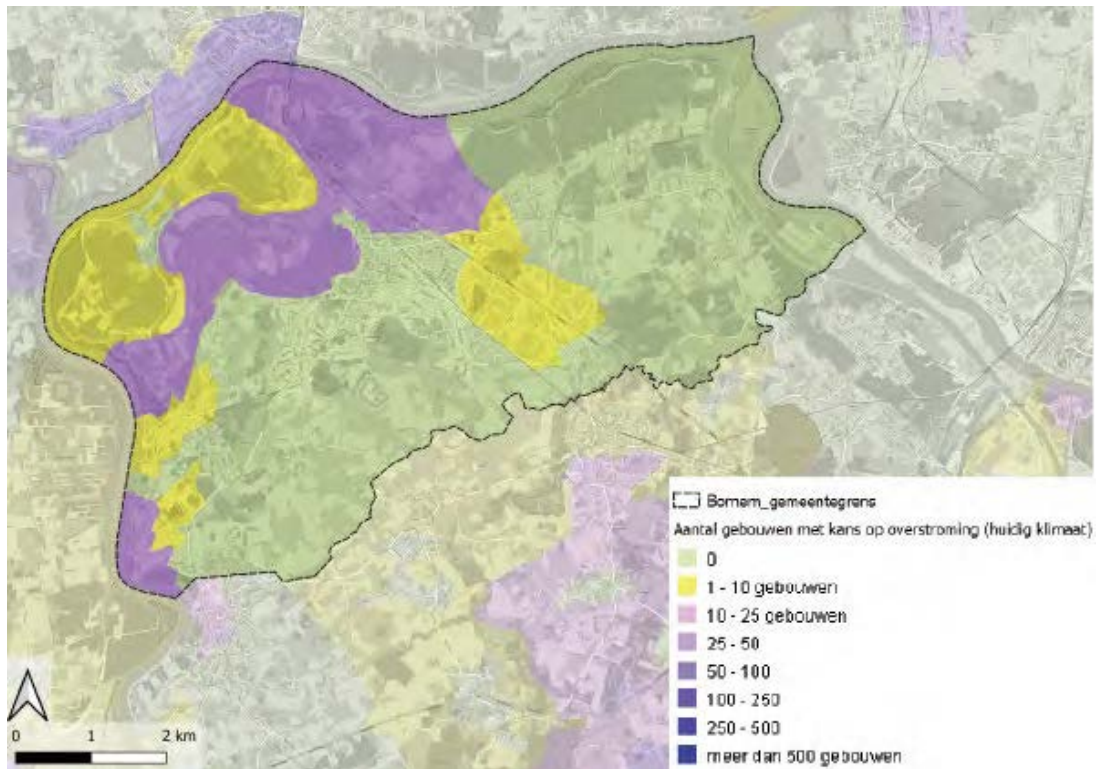 Bornem_gemeentegrens
Aantal gebouwen met kans op overstroming (huidig klimaat)
0
1 - 10 gebouwen
10 - 25 gebouwen
25 - 50
50 - 100
100 - 250
250 - 500
meer dan 500 gebouwen
0 1 2 km